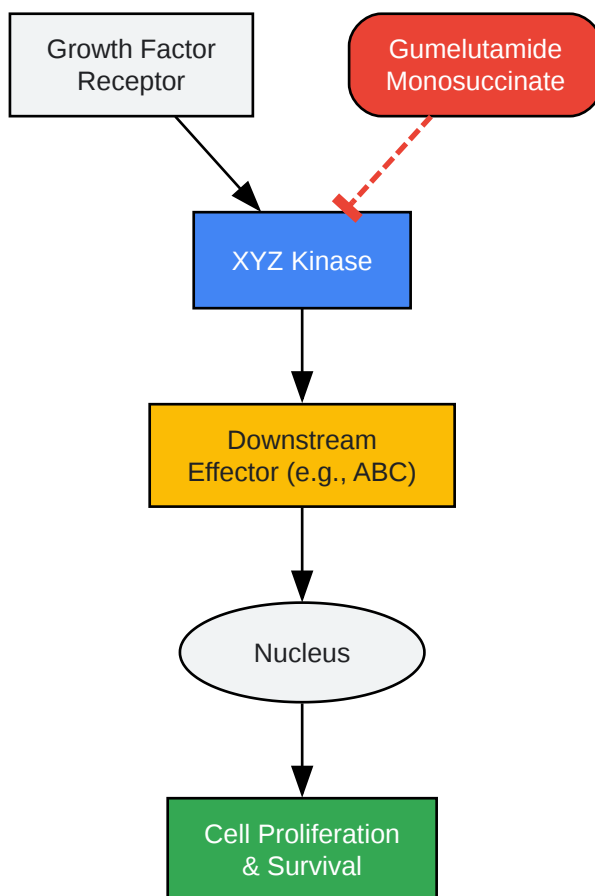 Growth Factor
Receptor
Gumelutamide
Monosuccinate
XYZ Kinase
Downstream
Effector (e.g., ABC)
Nucleus
Cell Proliferation
& Survival